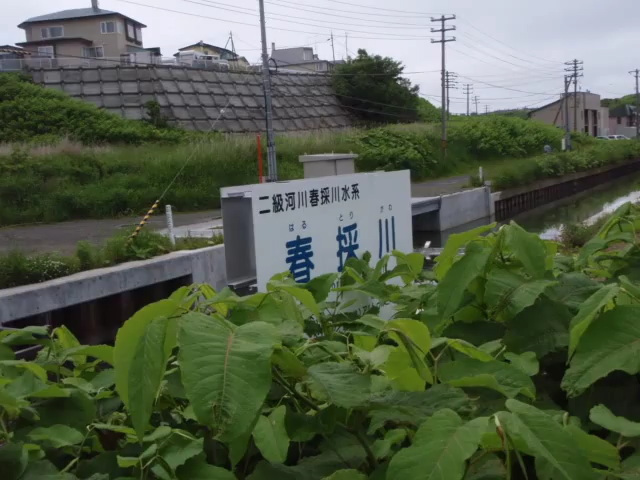 二級河川春採川水系
はる とり かわ
春採川